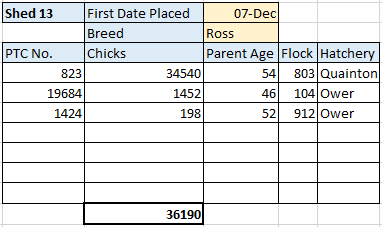 Shed 13 First Date Placed 07-Dec
Breed Ross
PTC No. Chicks Parent Age Flock Hatchery
823 34540 54 803 Quainton
19684 1452 46 104 Ower
1424 198 52 912 Ower
36190